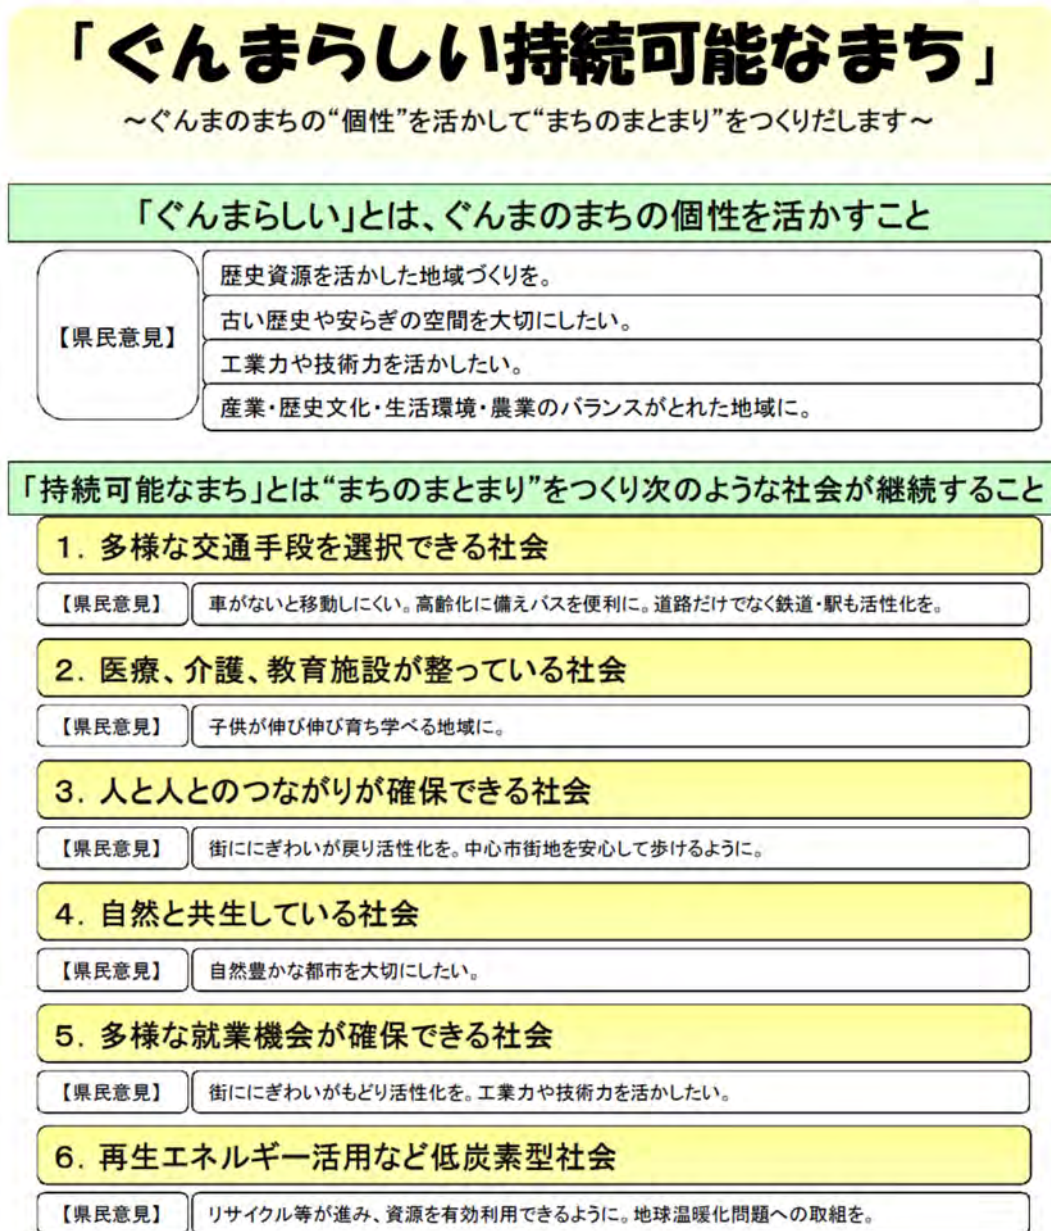 「ぐんまらしい持続可能なまち」
～ぐんまのまちの“個性”を活かして“まちのまとまり”をつくりだします～
「ぐんまらしい」とは、ぐんまのまちの個性を活かすこと
【県民意見】
歴史資源を活かした地域づくりを。
古い歴史や安らぎの空間を大切にしたい。
工業力や技術力を活かしたい。
産業・歴史文化・生活環境・農業のバランスがとれた地域に。
「持続可能なまち」とは“まちのまとまり”をつくり次のような社会が継続すること
１．多様な交通手段を選択できる社会
【県民意見】 車がないと移動しにくい。高齢化に備えバスを便利に。道路だけでなく鉄道・駅も活性化を。
２．医療、介護、教育施設が整っている社会
【県民意見】 子供が伸び伸び育ち学べる地域に。
３．人と人とのつながりが確保できる社会
【県民意見】 街ににぎわいが戻り活性化を。中心市街地を安心して歩けるように。
４．自然と共生している社会
【県民意見】 自然豊かな都市を大切にしたい。
５．多様な就業機会が確保できる社会
【県民意見】 街ににぎわいがもどり活性化を。工業力や技術力を活かしたい。
６．再生エネルギー活用など低炭素型社会
【県民意見】 リサイクル等が進み、資源を有効利用できるように。地球温暖化問題への取組を。